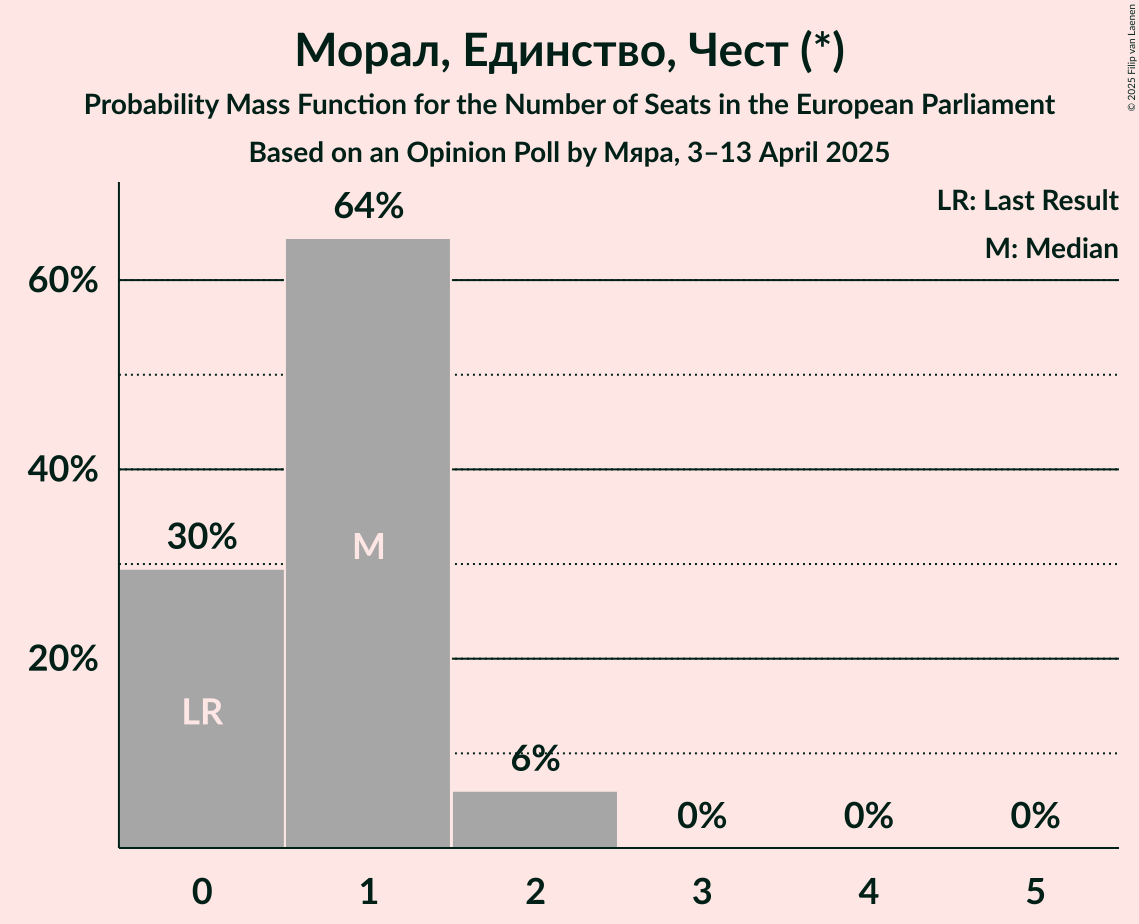 Морал, Единство, Чест (*)
Probability Mass Function for the Number of Seats in the European Parliament
Based on an Opinion Poll by Мяра, 3–13 April 2025
© 2025 Filip van Laenen
LR: Last Result
M: Median
64%
60%
40%
30%
M
20%
LR
6%
0%
0%
0%
0
1
2
3
4
5